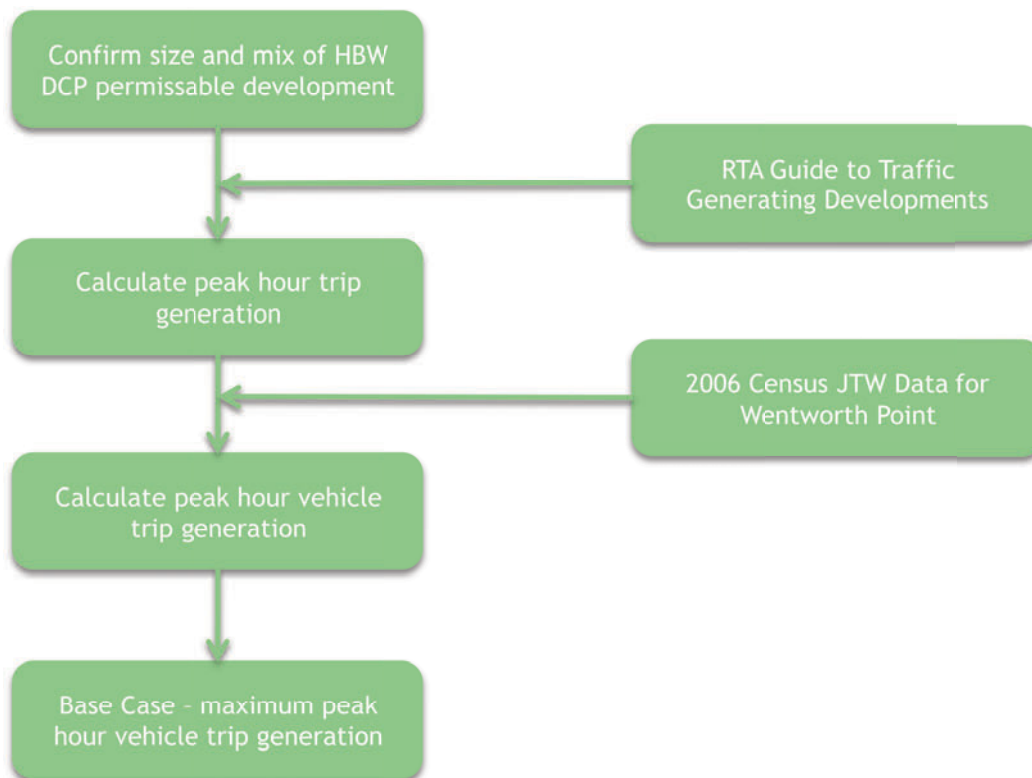 Confirm size and mix of HBW
DCP permissable development
RTA Guide to Traffic
Generating Developments
Calculate peak hour trip
generation
2006 Census JTW Data for
Wentworth Point
Calculate peak hour vehicle
trip generation
Base Case – maximum peak
hour vehicle trip generation